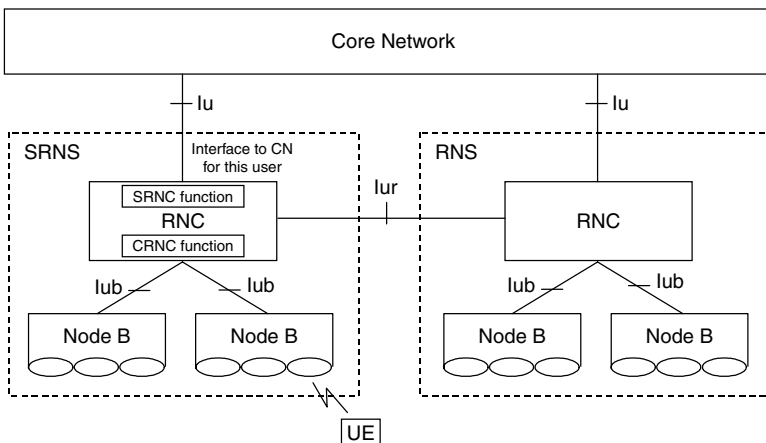 Core Network
Iu
Iu
SRNS
Interface to CN
for this user
RNS
SRNC function
RNC
CRNC function
Iur
RNC
Iub
Iub
Iub
Iub
Node B
Node B
Node B
Node B
UE